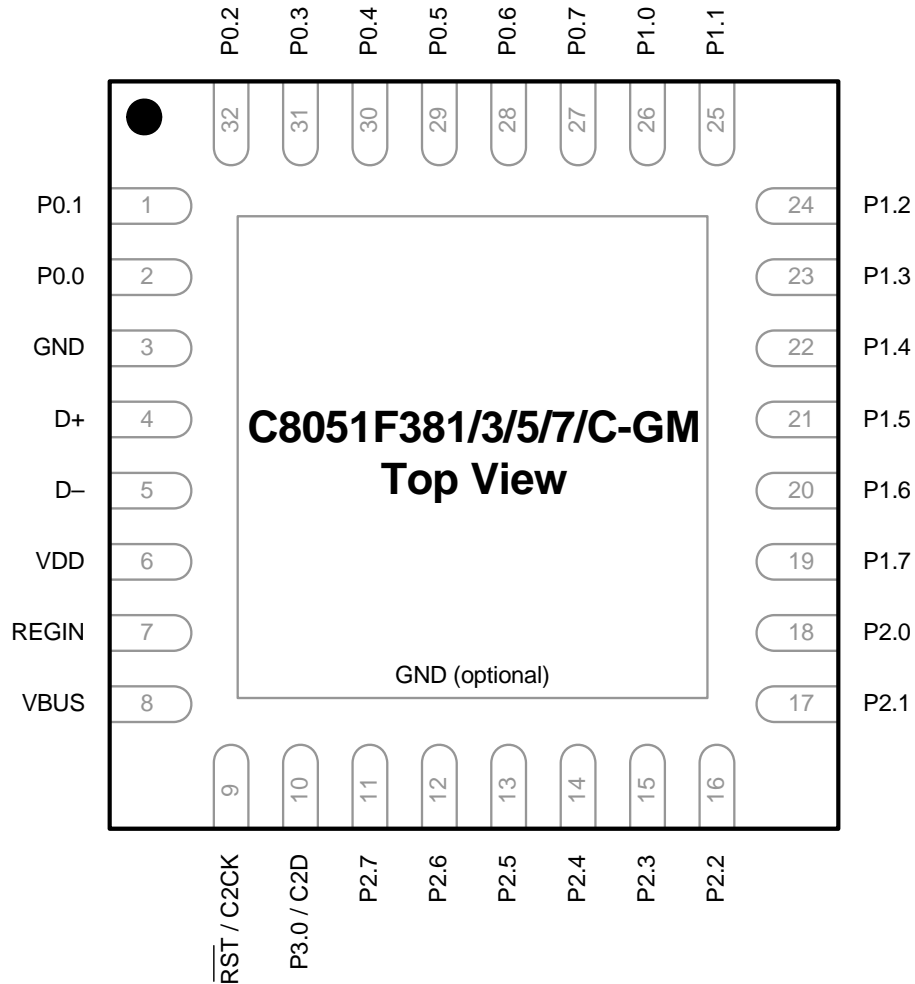 P0.2
P0.3
P0.4
P0.5
P0.6
P0.7
P1.0
P1.1
32
31
30
29
28
27
26
25
P0.1
1
24
P1.2
P0.0
2
23
P1.3
GND
3
22
P1.4
D+
4
21
P1.5
D–
5
20
P1.6
VDD
6
19
P1.7
REGIN
7
18
P2.0
VBUS
8
17
P2.1
C8051F381/3/5/7/C-GM
Top View
GND (optional)
9
10
11
12
13
14
15
16
RST / C2CK
P3.0 / C2D
P2.7
P2.6
P2.5
P2.4
P2.3
P2.2